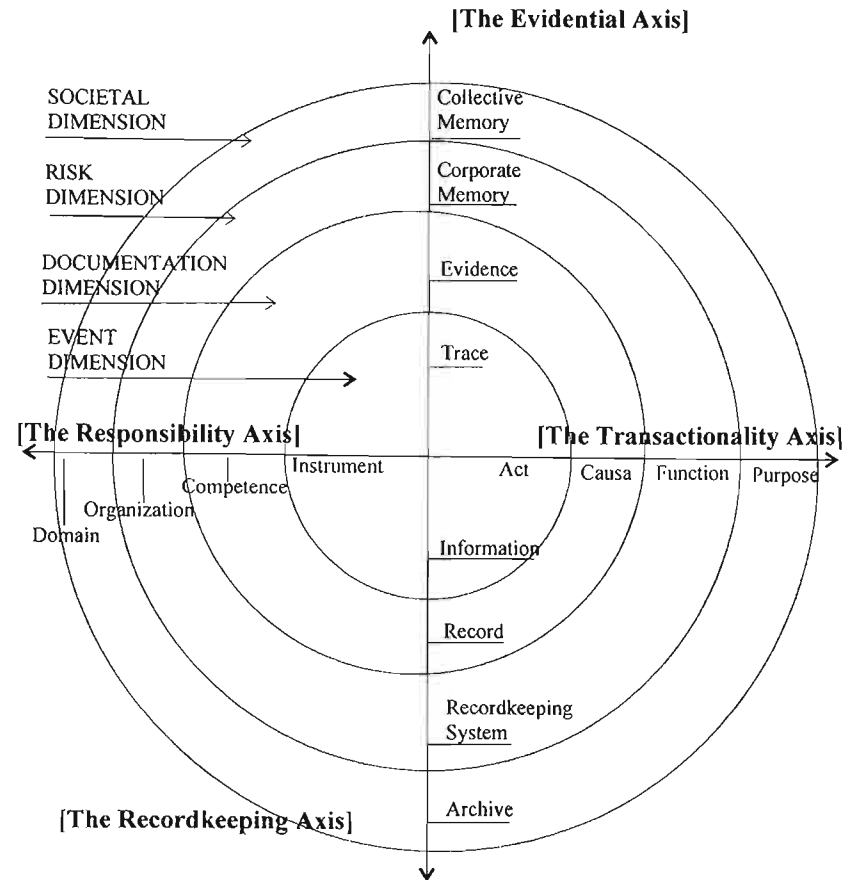 [The Evidential Axis]
SOCIETAL
DIMENSION
Collective
Memory
RISK
DIMENSION
Corporate
Memory
DOCUMENTATION
DIMENSION
Evidence
EVENT
DIMENSION
Trace
[The Responsibility Axis]
[The Transactionality Axis]
Instrument
Act
Causa
Function
Purpose
Competence
Organization
Domain
Information
Record
Recordkeeping
System
Archive
[The Recordkeeping Axis]